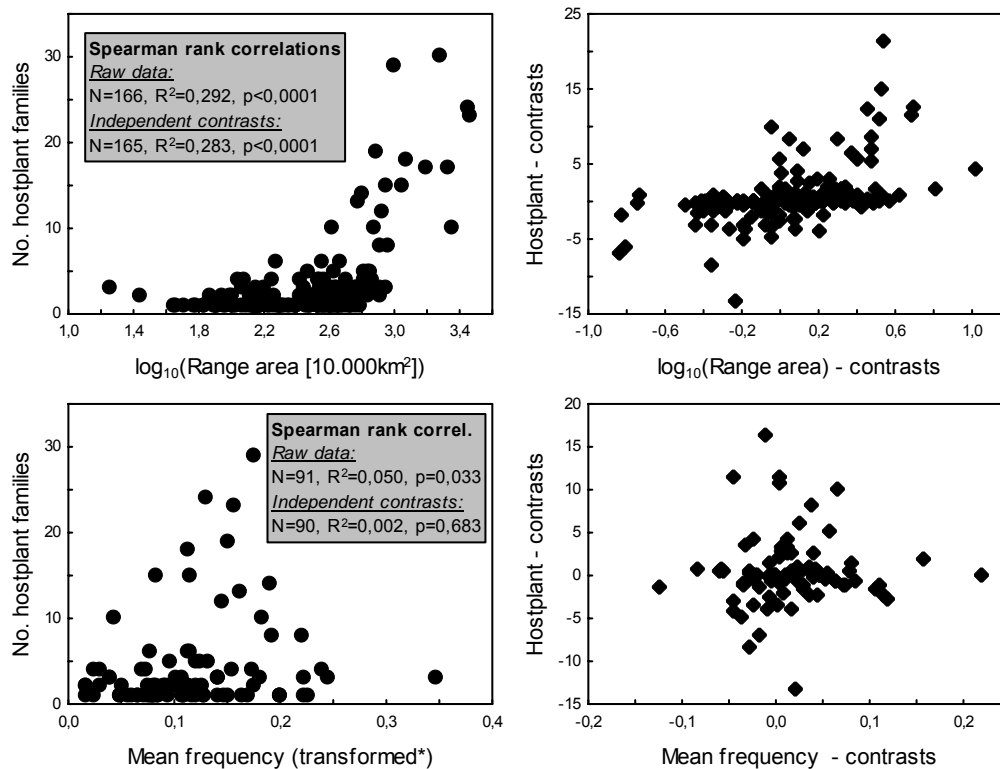 Spearman rank correlations
Raw data:
N=166, R²=0,292, p<0,0001
Independent contrasts:
N=165, R²=0,283, p<0,0001
No. hostplant families
30
20
10
0
1,0 1,4 1,8 2,2 2,6 3,0 3,4
log₁₀(Range area [10.000km²])
Hostplant - contrasts
25
15
5
-5
-15
-1,0 -0,6 -0,2 0,2 0,6 1,0
log₁₀(Range area) - contrasts
Spearman rank correl.
Raw data:
N=91, R²=0,050, p=0,033
Independent contrasts:
N=90, R²=0,002, p=0,683
No. hostplant families
30
20
10
0
0,0 0,1 0,2 0,3 0,4
Mean frequency (transformed*)
Hostplant - contrasts
20
15
10
5
0
-5
-10
-15
-0,2 -0,1 0,0 0,1 0,2
Mean frequency - contrasts